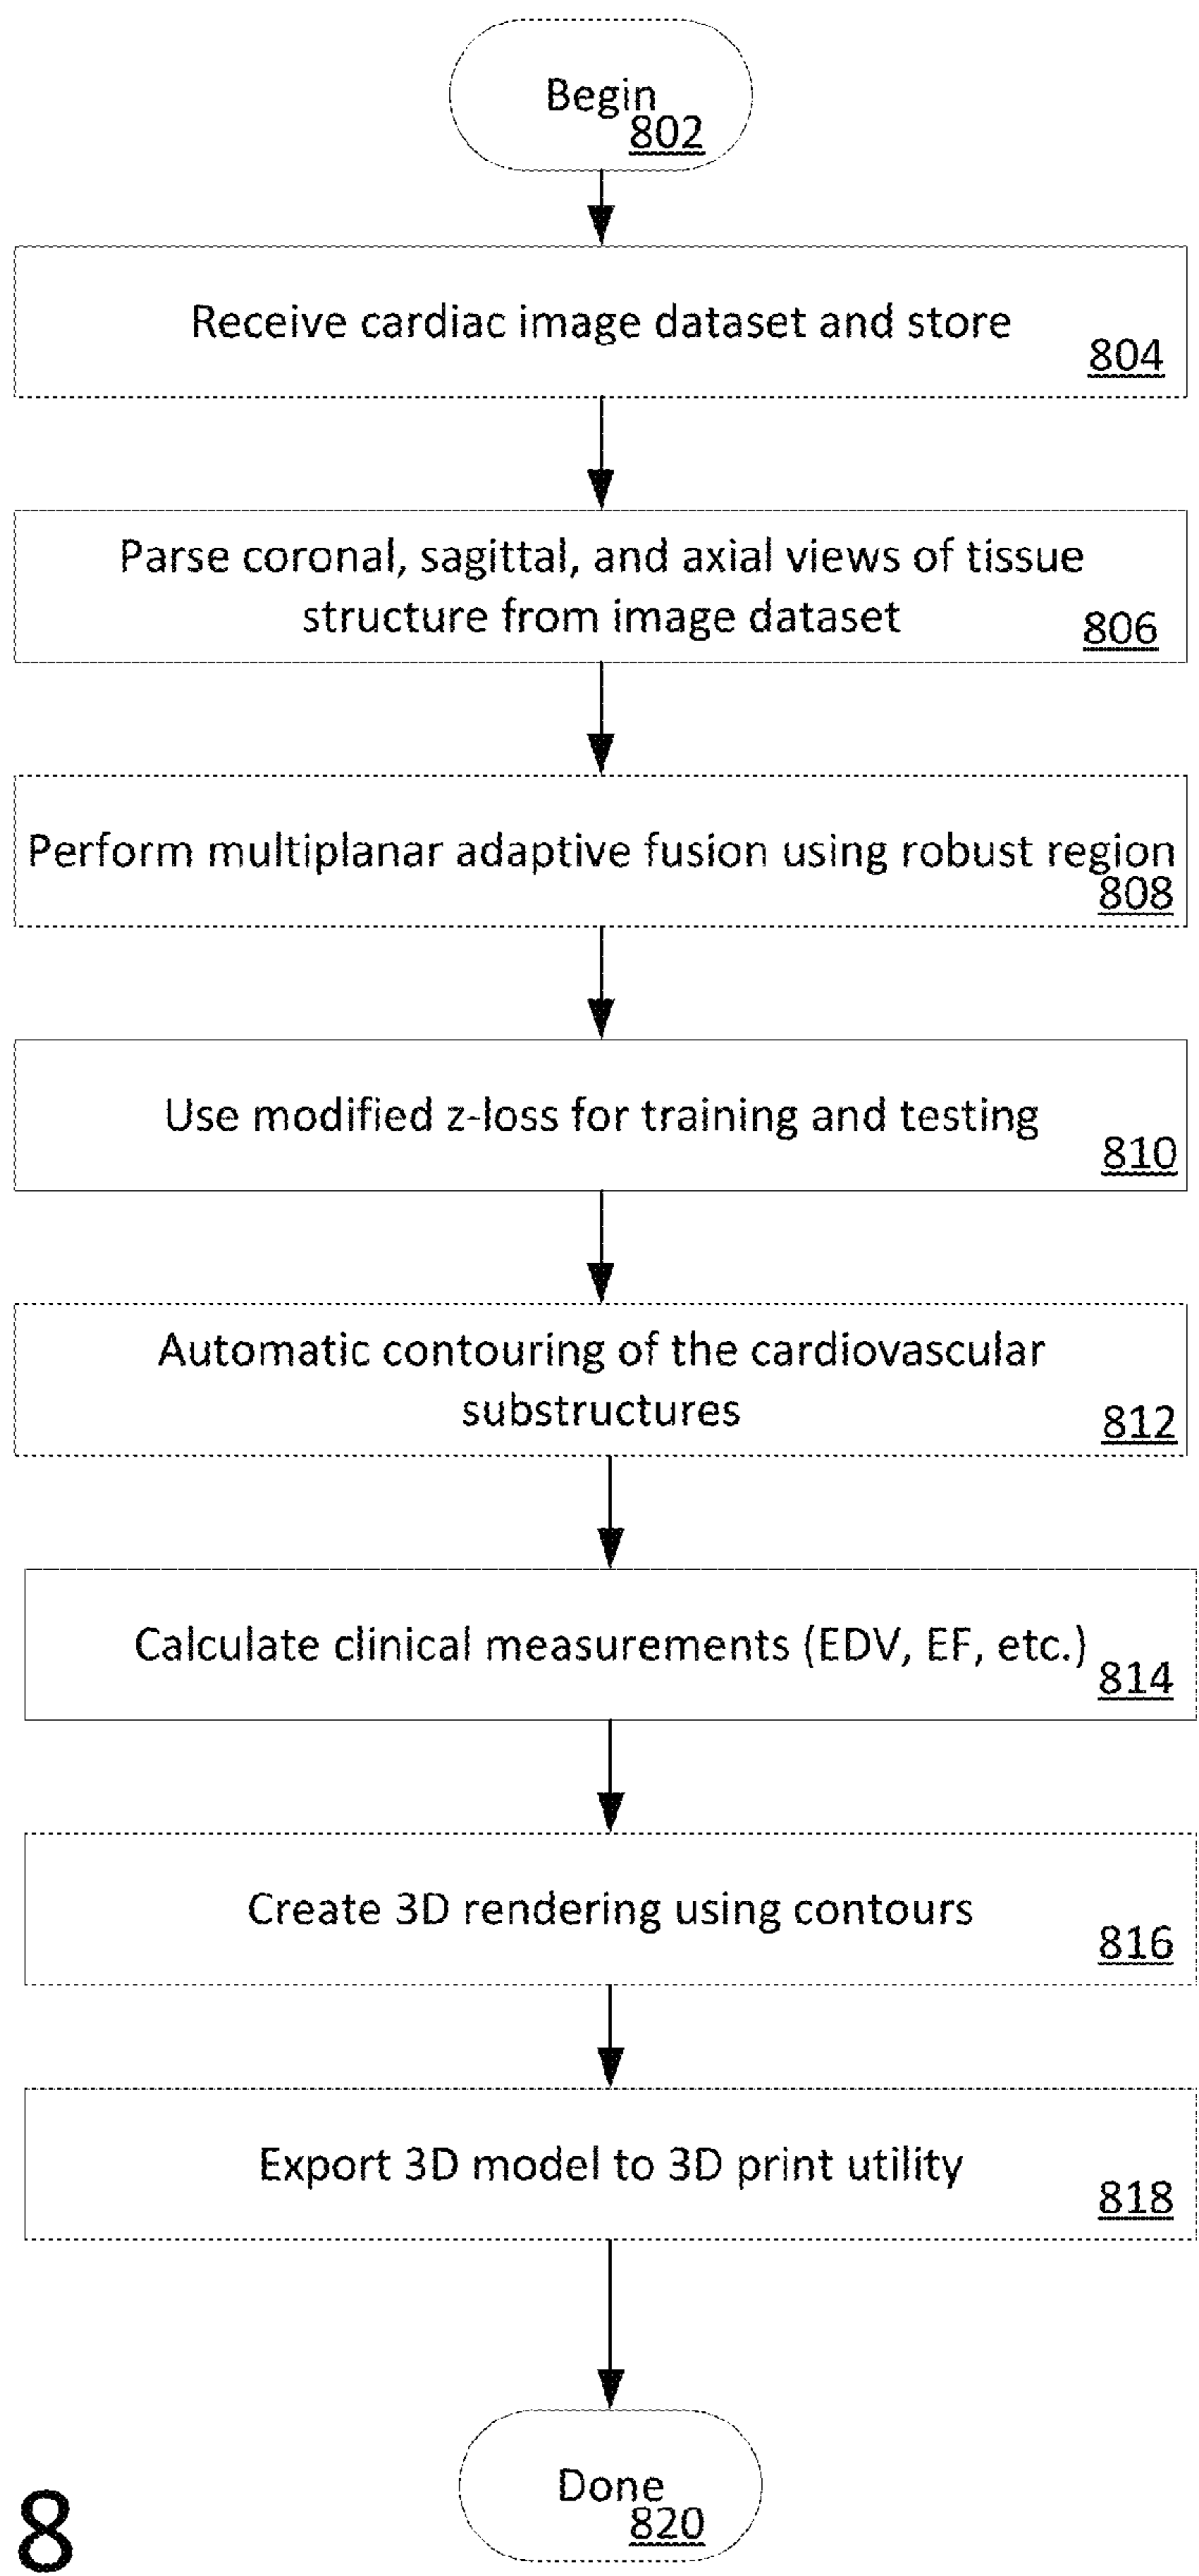 Begin
802
Receive cardiac image dataset and store
804
Parse coronal, sagittal, and axial views of tissue
structure from image dataset
806
Perform multiplanar adaptive fusion using robust region
808
Use modified z-loss for training and testing
810
Automatic contouring of the cardiovascular
substructures
812
Calculate clinical measurements (EDV, EF, etc.)
814
Create 3D rendering using contours
816
Export 3D model to 3D print utility
818
Done
820
8